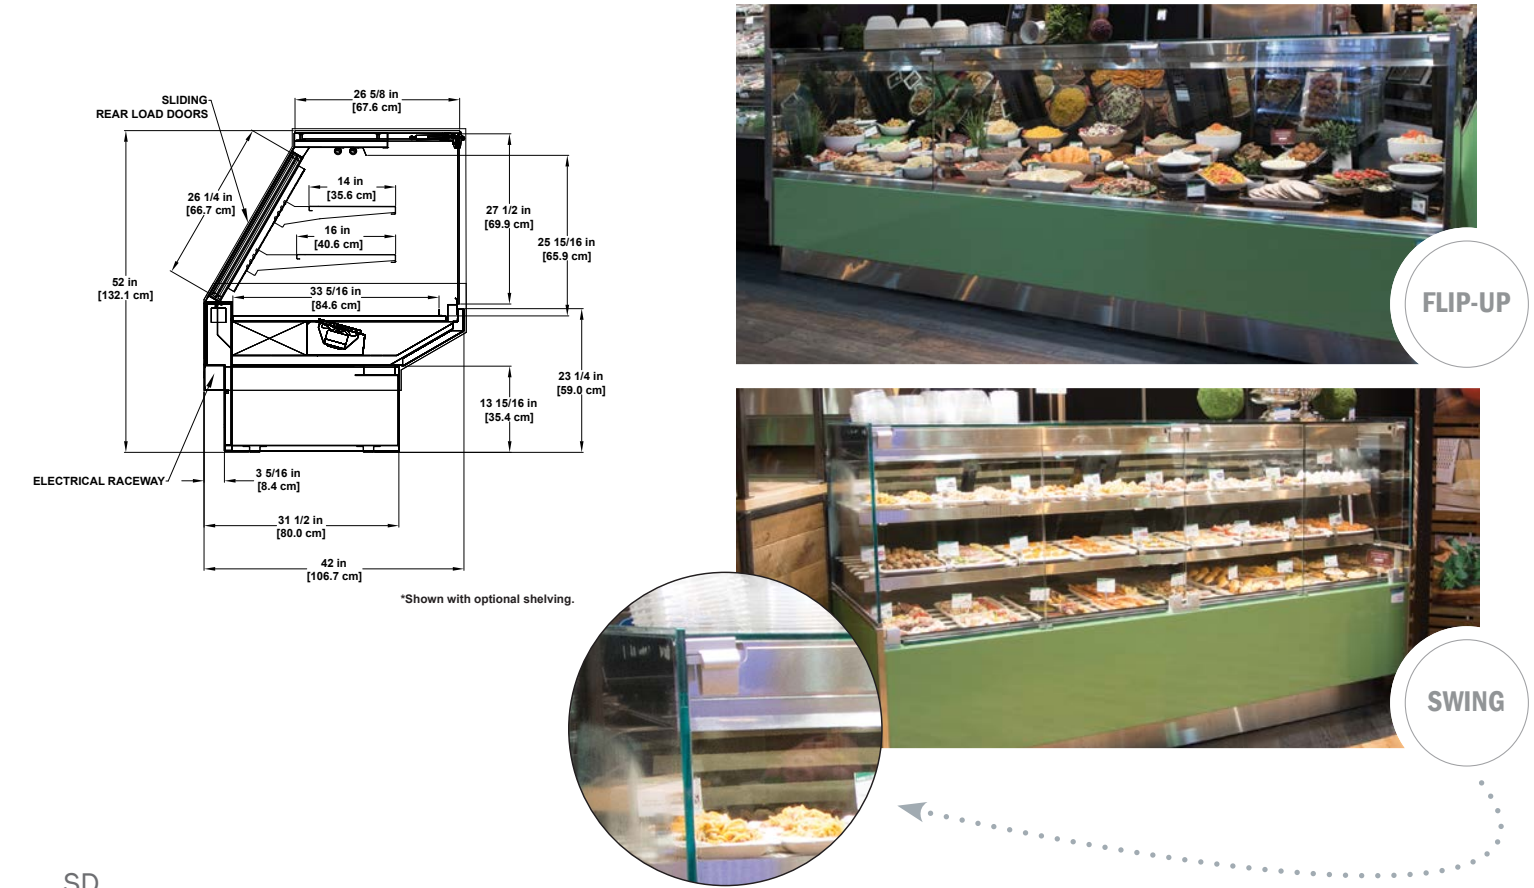 SLIDING
REAR LOAD DOORS
26 5/8 in
[67.6 cm]
26 1/4 in
[66.7 cm]
14 in
[35.6 cm]
16 in
[40.6 cm]
27 1/2 in
[69.9 cm]
25 15/16 in
[65.9 cm]
52 in
[132.1 cm]
33 5/16 in
[84.6 cm]
23 1/4 in
[59.0 cm]
13 15/16 in
[35.4 cm]
ELECTRICAL RACEWAY
3 5/16 in
[8.4 cm]
31 1/2 in
[80.0 cm]
42 in
[106.7 cm]
*Shown with optional shelving.
FLIP-UP
SWING
SD